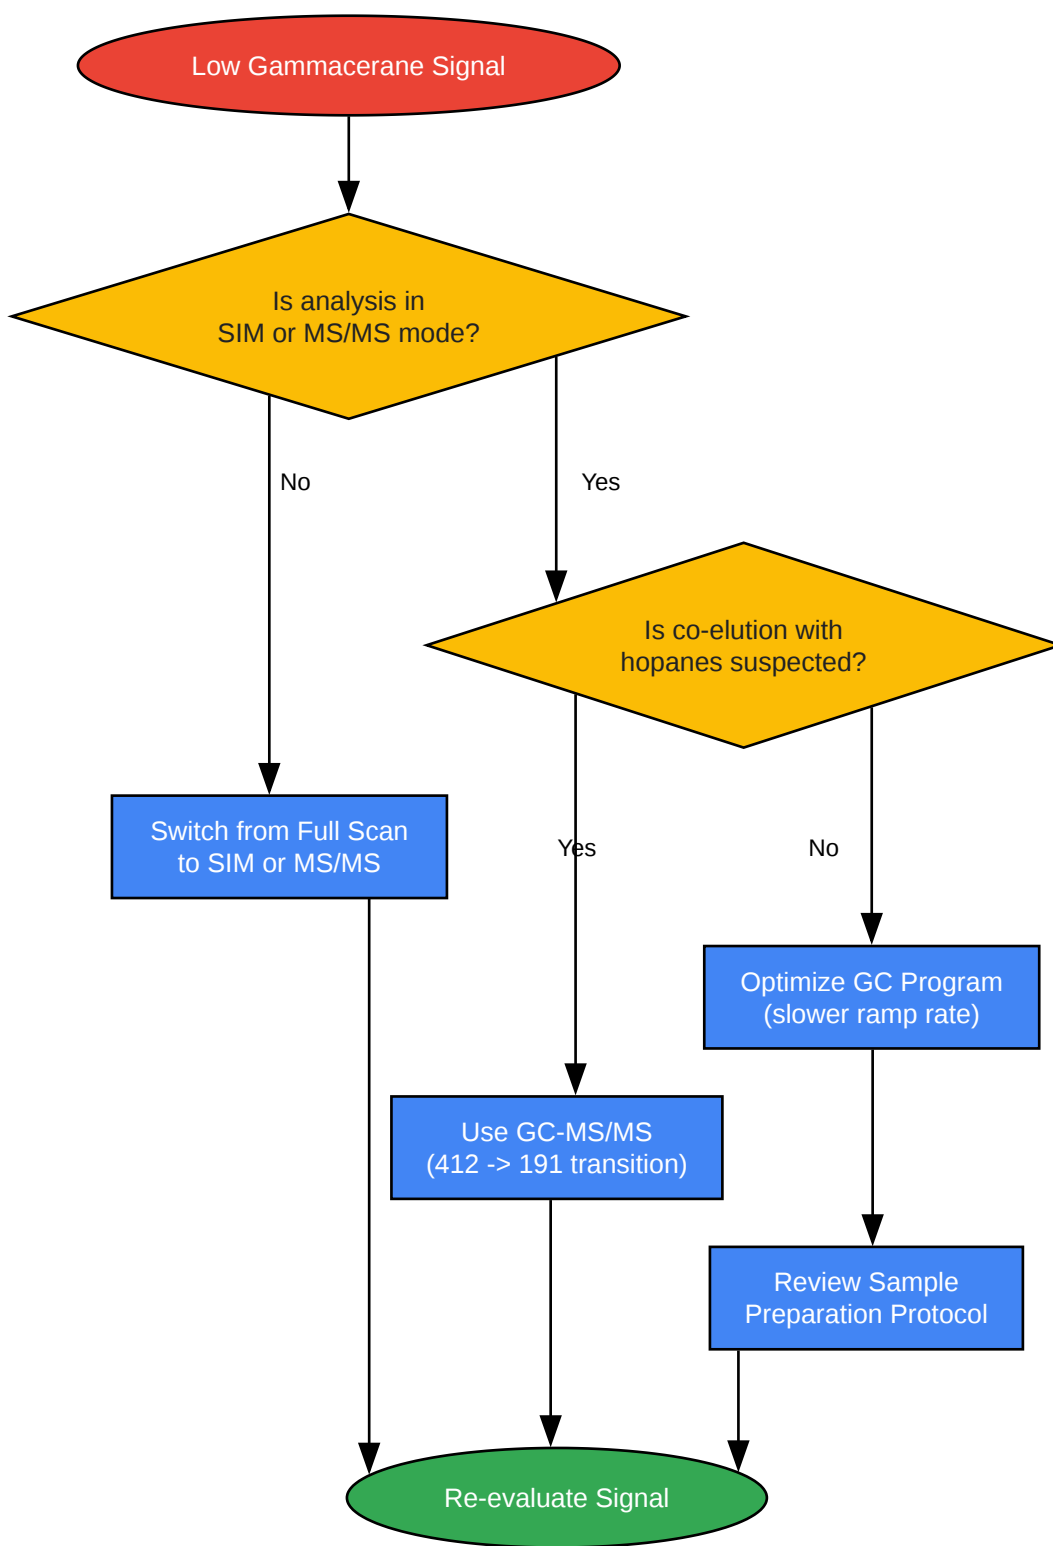 Low Gammacerane Signal
Is analysis in
SIM or MS/MS mode?
No
Yes
Is co-elution with
hopanes suspected?
Switch from Full Scan
to SIM or MS/MS
Yes
No
Optimize GC Program
(slower ramp rate)
Use GC-MS/MS
(412 -> 191 transition)
Review Sample
Preparation Protocol
Re-evaluate Signal